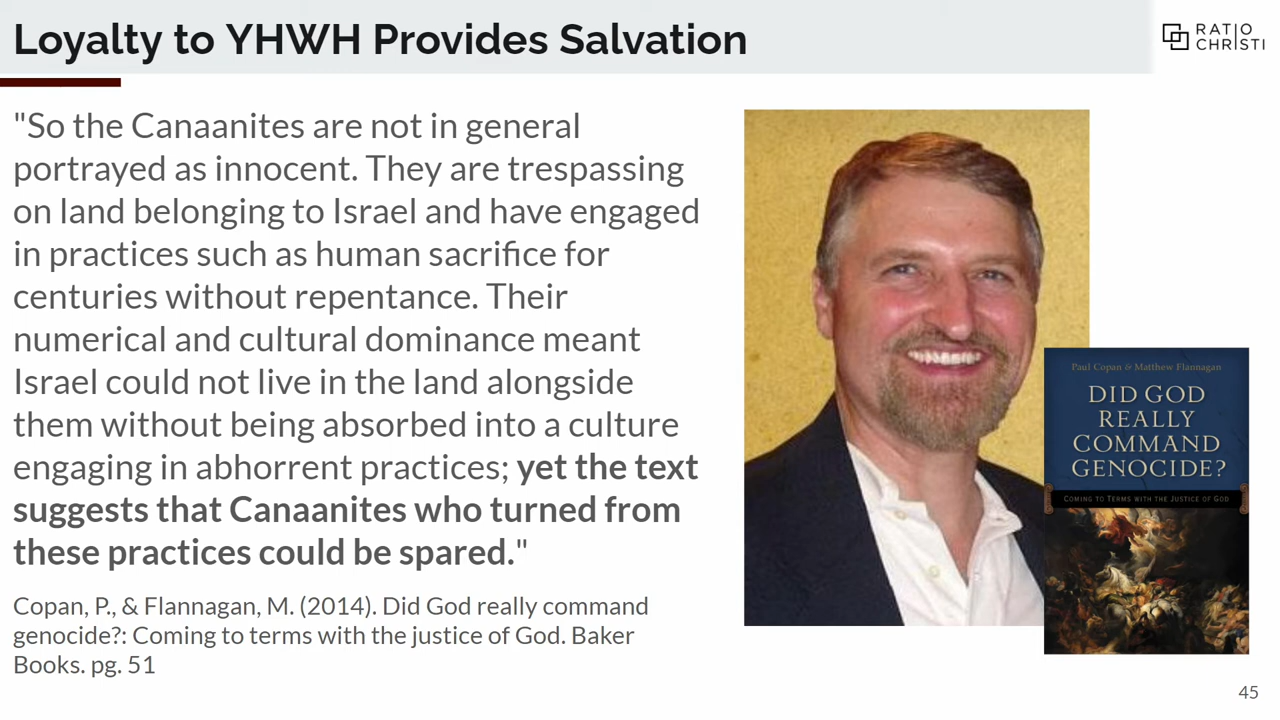 Loyalty to YHWH Provides Salvation
RATIO
CHRISTI
"So the Canaanites are not in general
portrayed as innocent. They are trespassing
on land belonging to Israel and have engaged
in practices such as human sacrifice for
centuries without repentance. Their
numerical and cultural dominance meant
Israel could not live in the land alongside
them without being absorbed into a culture
engaging in abhorrent practices; yet the text
suggests that Canaanites who turned from
these practices could be spared."
Copan, P., & Flannagan, M. (2014). Did God really command
genocide?: Coming to terms with the justice of God. Baker
Books. pg. 51
Paul Copan & Matthew Flannagan
DID GOD
REALLY
COMMAND
GENOCIDE?
COMING TO TERMS WITH THE JUSTICE OF GOD
45